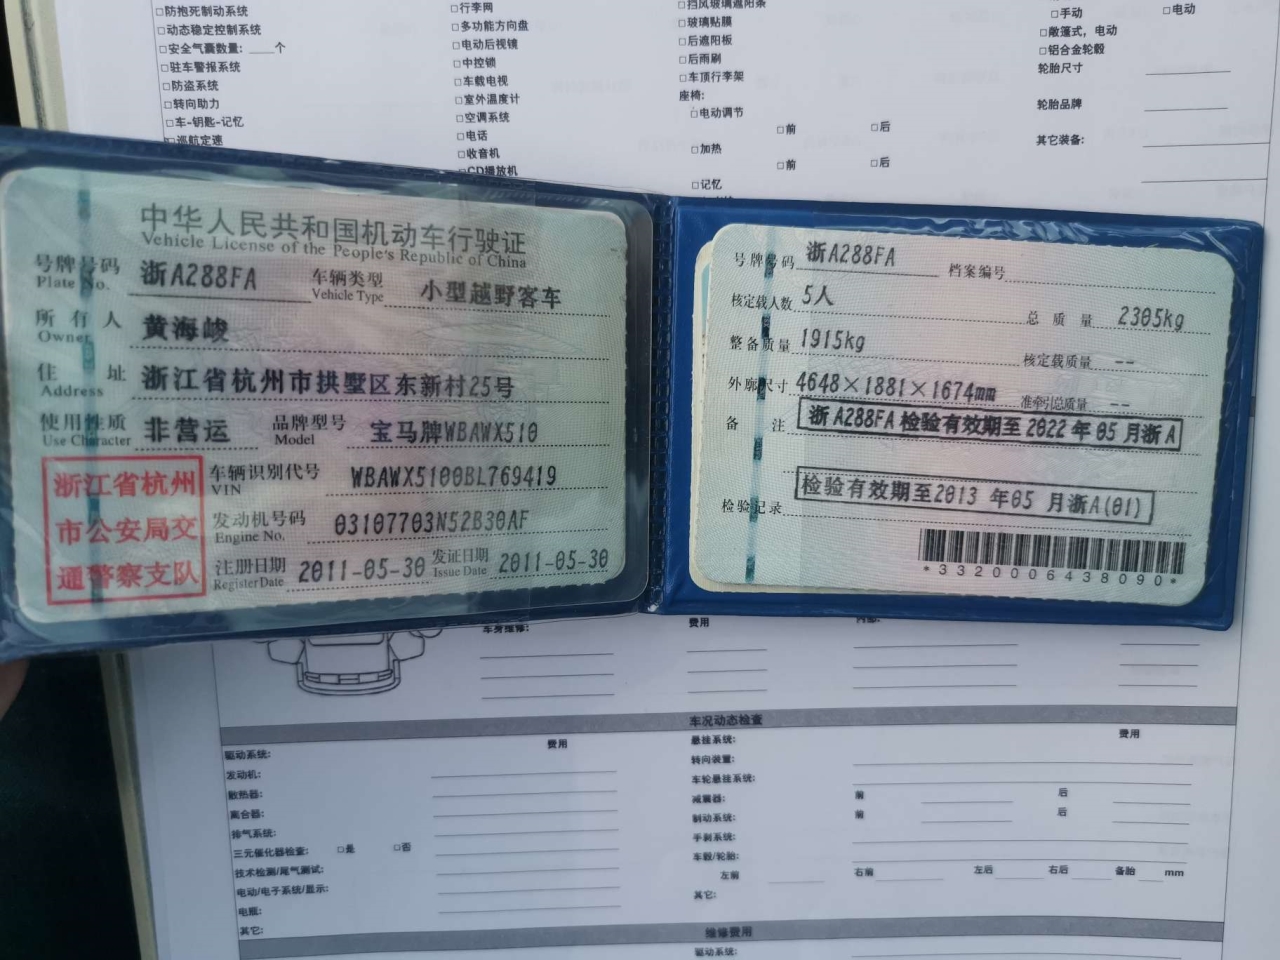 □防抱死制动系统
□动态稳定控制系统
□安全气囊数量：____个
□驻车警报系统
□防盗系统
□转向助力
□车-钥匙-记忆
□巡航定速
□行李网
□多功能方向盘
□电动后视镜
□中控锁
□车载电视
□室外温度计
□空调系统
□电话
□收音机
□CD播放机
□挡风玻璃遮阳条
□玻璃贴膜
□后遮阳板
□后雨刷
□车顶行李架
座椅：
□电动调节
□前 □后
□加热
□前 □后
□记忆
□手动 □电动
□敞篷式，电动
□铝合金轮毂
轮胎尺寸
轮胎品牌
其它装备：
中华人民共和国机动车行驶证
Vehicle License of the People's Republic of China
号牌号码 浙A288FA 车辆类型 小型越野客车
Plate No. Vehicle Type
所有人 黄海峻
Owner
住址 浙江省杭州市拱墅区东新村25号
Address
使用性质 非营运 品牌型号 宝马牌WBAWX510
Use Character Model
浙江省杭州
市公安局交
通警察支队
车辆识别代号 WBAWX5100BL769419
VIN
发动机号码 03107703N52B30AF
Engine No.
注册日期 2011-05-30 发证日期 2011-05-30
Register Date Issue Date
号牌号码 浙A288FA 档案编号
核定载人数 5人 总质量 2305kg
整备质量 1915kg 核定载质量 --
外廓尺寸 4648×1881×1674mm 准牵引总质量 --
备注 浙A288FA检验有效期至2022年05月浙A
检验有效期至2013 年05 月浙A(01)
检验记录
*3320006438090*
车身维修： 费用 内部：
车况动态检查
驱动系统： 费用
发动机：
散热器：
离合器：
排气系统：
三元催化器检查： □是 □否
技术检测/尾气测试：
电动/电子系统/显示：
电瓶：
其它：
悬挂系统： 费用
转向装置：
车轮悬挂系统：
减震器： 前 后
制动系统： 前 后
手刹系统：
车毂/轮胎：
左前 右前 左后 右后 备胎 mm
其它：
维修费用
驱动系统：